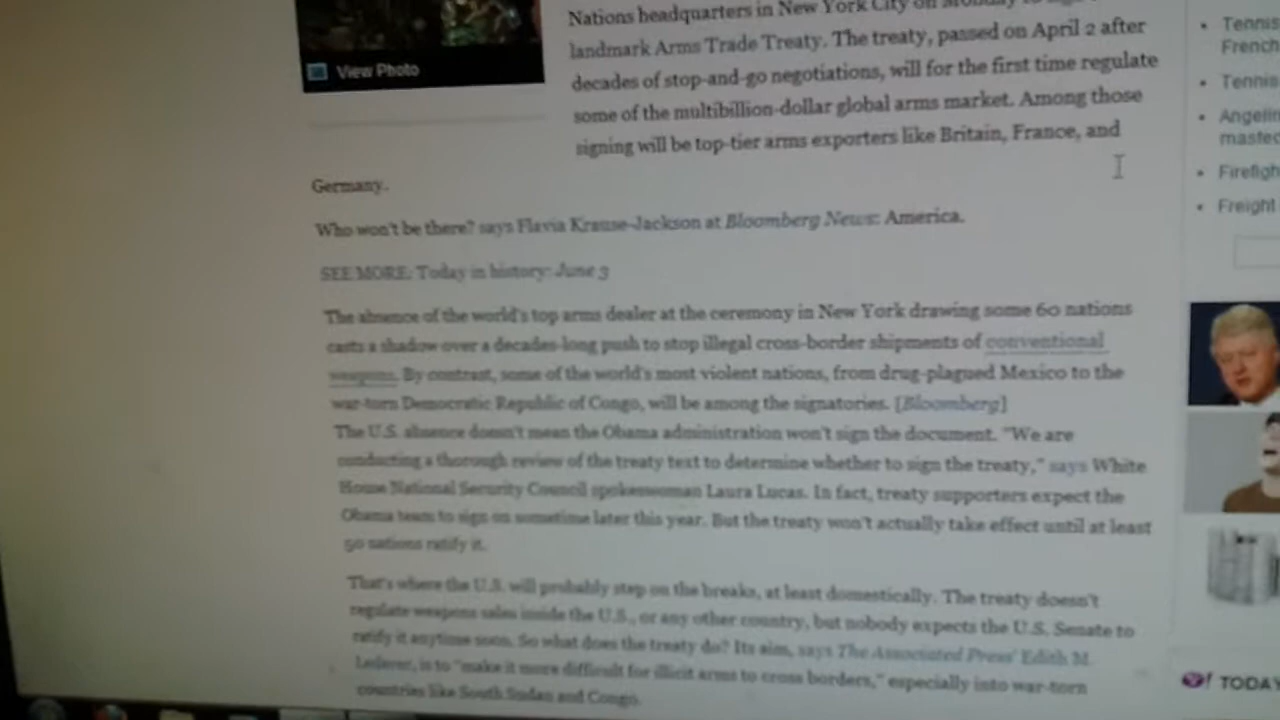 Nations headquarters in New York City on Monday to
landmark Arms Trade Treaty. The treaty, passed on April 2 after
View Photo
decades of stop-and-go negotiations, will for the first time regulate
some of the multibillion-dollar global arms market. Among those
signing will be top-tier arms exporters like Britain, France, and
Germany.
Who won't be there? says Flavia Krause-Jackson at Bloomberg News: America.
SEE MORE: Today in history: June 3
The absence of the world's top arms dealer at the ceremony in New York drawing some 60 nations
casts a shadow over a decades-long push to stop illegal cross-border shipments of conventional
weapons. By contrast, some of the world's most violent nations, from drug-plagued Mexico to the
war-torn Democratic Republic of Congo, will be among the signatories. [Bloomberg]
The U.S. absence doesn't mean the Obama administration won't sign the document. "We are
conducting a thorough review of the treaty text to determine whether to sign the treaty," says White
House National Security Council spokeswoman Laura Lucas. In fact, treaty supporters expect the
Obama team to sign on sometime later this year. But the treaty won't actually take effect until at least
50 nations ratify it.
That's where the U.S. will probably step on the breaks, at least domestically. The treaty doesn't
regulate weapons sales inside the U.S., or any other country, but nobody expects the U.S. Senate to
ratify it anytime soon. So what does the treaty do? Its aim, says The Associated Press' Edith M.
Lederer, is to "make it more difficult for illicit arms to cross borders," especially into war-torn
countries like South Sudan and Congo.
Tennis
French
Tennis
Angelin
mastec
Firefigh
Freight
Y! TODAY